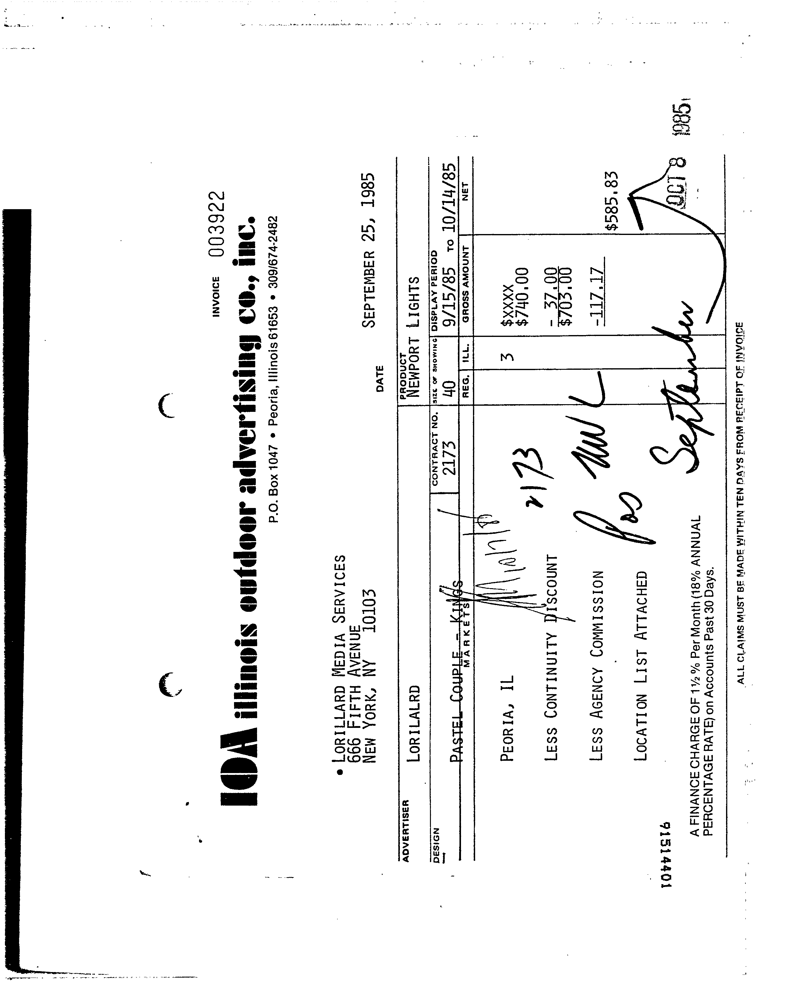 INVOICE 003922
IOA illinois outdoor advertising co., inc.
P.O. Box 1047 • Peoria, Illinois 61653 • 309/674-2482
DATE SEPTEMBER 25, 1985
• LORILLARD MEDIA SERVICES
666 FIFTH AVENUE
NEW YORK, NY 10103
ADVERTISER LORILALRD PRODUCT NEWPORT LIGHTS
DESIGN PASTEL COUPLE - KINGS CONTRACT NO. 2173 SIZE OF SHOWING 40 DISPLAY PERIOD 9/15/85 TO 10/14/85
MARKETS REG. ILL. GROSS AMOUNT NET
PEORIA, IL 3 $XXXX
$740.00
2173
LESS CONTINUITY DISCOUNT - 37.00
$703.00
LESS AGENCY COMMISSION -117.17
$585.83
LOCATION LIST ATTACHED
Pos NWL
September
OCT 8 1985
91514401
A FINANCE CHARGE OF 1½% Per Month (18% ANNUAL
PERCENTAGE RATE) on Accounts Past 30 Days.
ALL CLAIMS MUST BE MADE WITHIN TEN DAYS FROM RECEIPT OF INVOICE